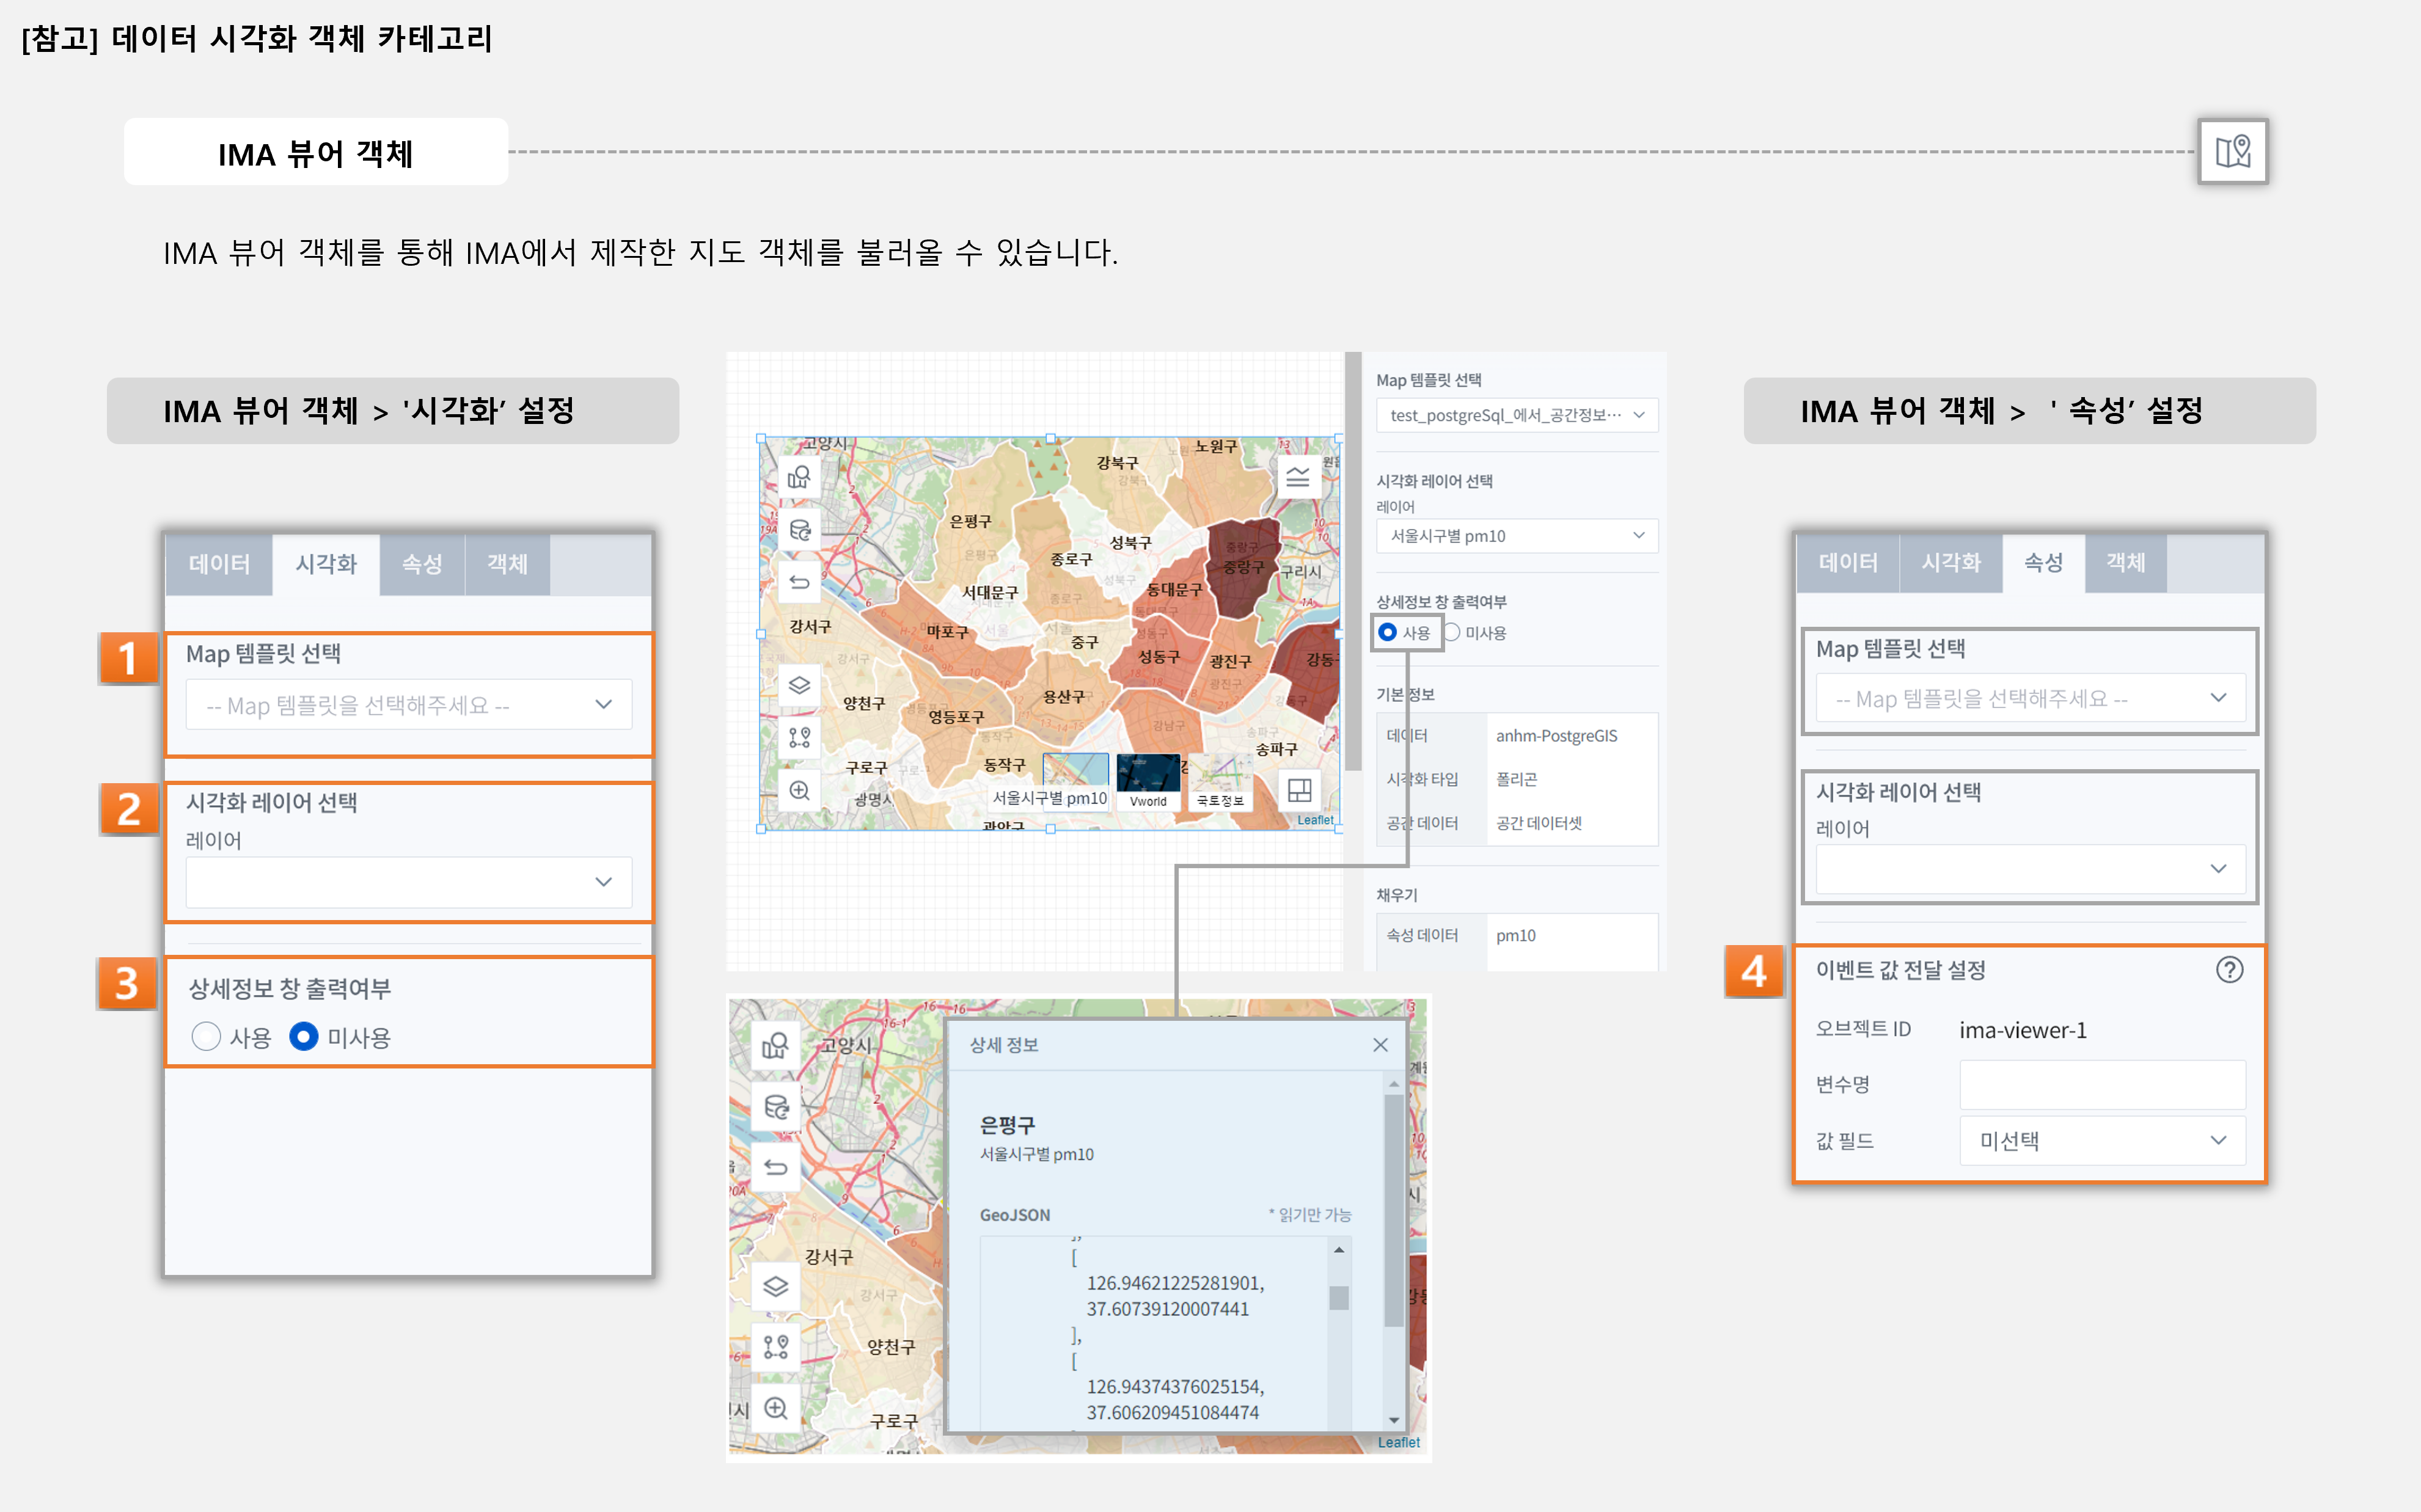 [참고] 데이터 시각화 객체 카테고리
IMA 뷰어 객체
IMA 뷰어 객체를 통해 IMA에서 제작한 지도 객체를 불러올 수 있습니다.
IMA 뷰어 객체 > '시각화’ 설정
데이터 시각화 속성 객체
1
Map 템플릿 선택
-- Map 템플릿을 선택해주세요 --
2
시각화 레이어 선택
레이어
3
상세정보 창 출력여부
사용 미사용
고양시
노원구
강북구
은평구
성북구
종로구
중랑구
구리시
서대문구
동대문구
강서구
마포구
중구
성동구
광진구
강동
양천구
용산구
영등포구
송파구
구로구
동작구
광명시
서울시구별 pm10
Vworld
국토정보
관악구
Leaflet
Map 템플릿 선택
test_postgreSql_에서_공간정보···
시각화 레이어 선택
레이어
서울시구별 pm10
상세정보 창 출력여부
사용 미사용
기본 정보
데이터 anhm-PostgreGIS
시각화 타입 폴리곤
공간 데이터 공간 데이터셋
채우기
속성 데이터 pm10
고양시
강서구
양천구
구로구
상세 정보
은평구
서울시구별 pm10
GeoJSON * 읽기만 가능
],
[
126.94621225281901,
37.60739120007441
],
[
126.94374376025154,
37.606209451084474
Leaflet
IMA 뷰어 객체 > ' 속성’ 설정
데이터 시각화 속성 객체
Map 템플릿 선택
-- Map 템플릿을 선택해주세요 --
시각화 레이어 선택
레이어
4
이벤트 값 전달 설정 ?
오브젝트 ID ima-viewer-1
변수명
값 필드 미선택